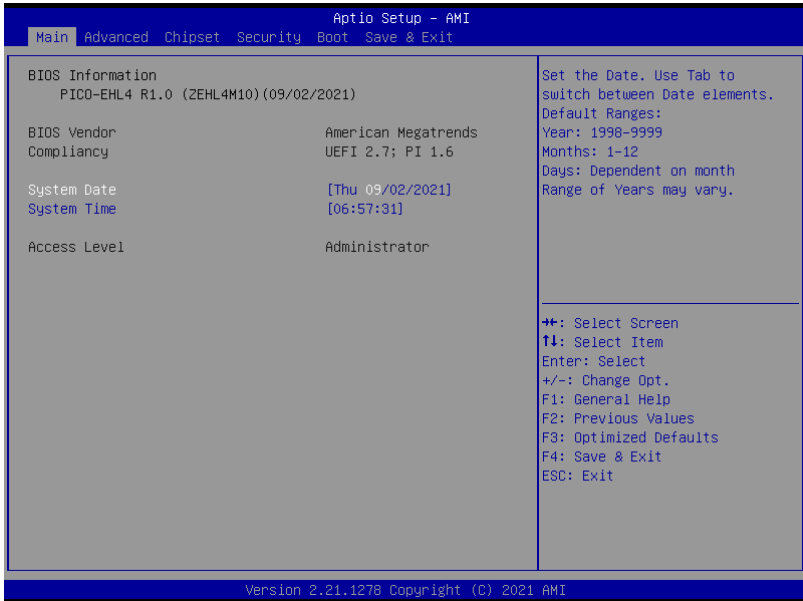 Aptio Setup – AMI
Main Advanced Chipset Security Boot Save & Exit
BIOS Information
PICO-EHL4 R1.0 (ZEHL4M10)(09/02/2021)
BIOS Vendor American Megatrends
Compliancy UEFI 2.7; PI 1.6
System Date [Thu 09/02/2021]
System Time [06:57:31]
Access Level Administrator
Set the Date. Use Tab to
switch between Date elements.
Default Ranges:
Year: 1998-9999
Months: 1-12
Days: Dependent on month
Range of Years may vary.
→←: Select Screen
↑↓: Select Item
Enter: Select
+/-: Change Opt.
F1: General Help
F2: Previous Values
F3: Optimized Defaults
F4: Save & Exit
ESC: Exit
Version 2.21.1278 Copyright (C) 2021 AMI